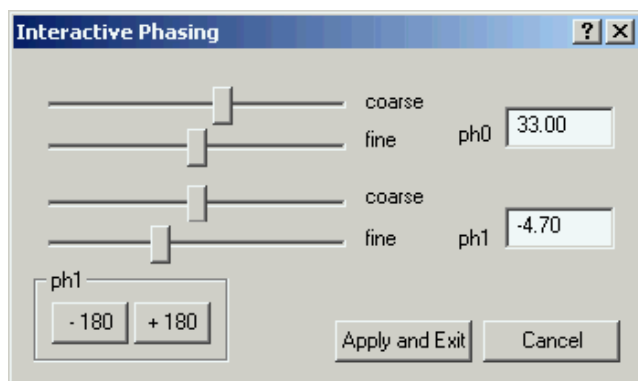 Interactive Phasing
coarse
fine
ph0 33.00
coarse
fine
ph1 -4.70
ph1
- 180 + 180
Apply and Exit Cancel